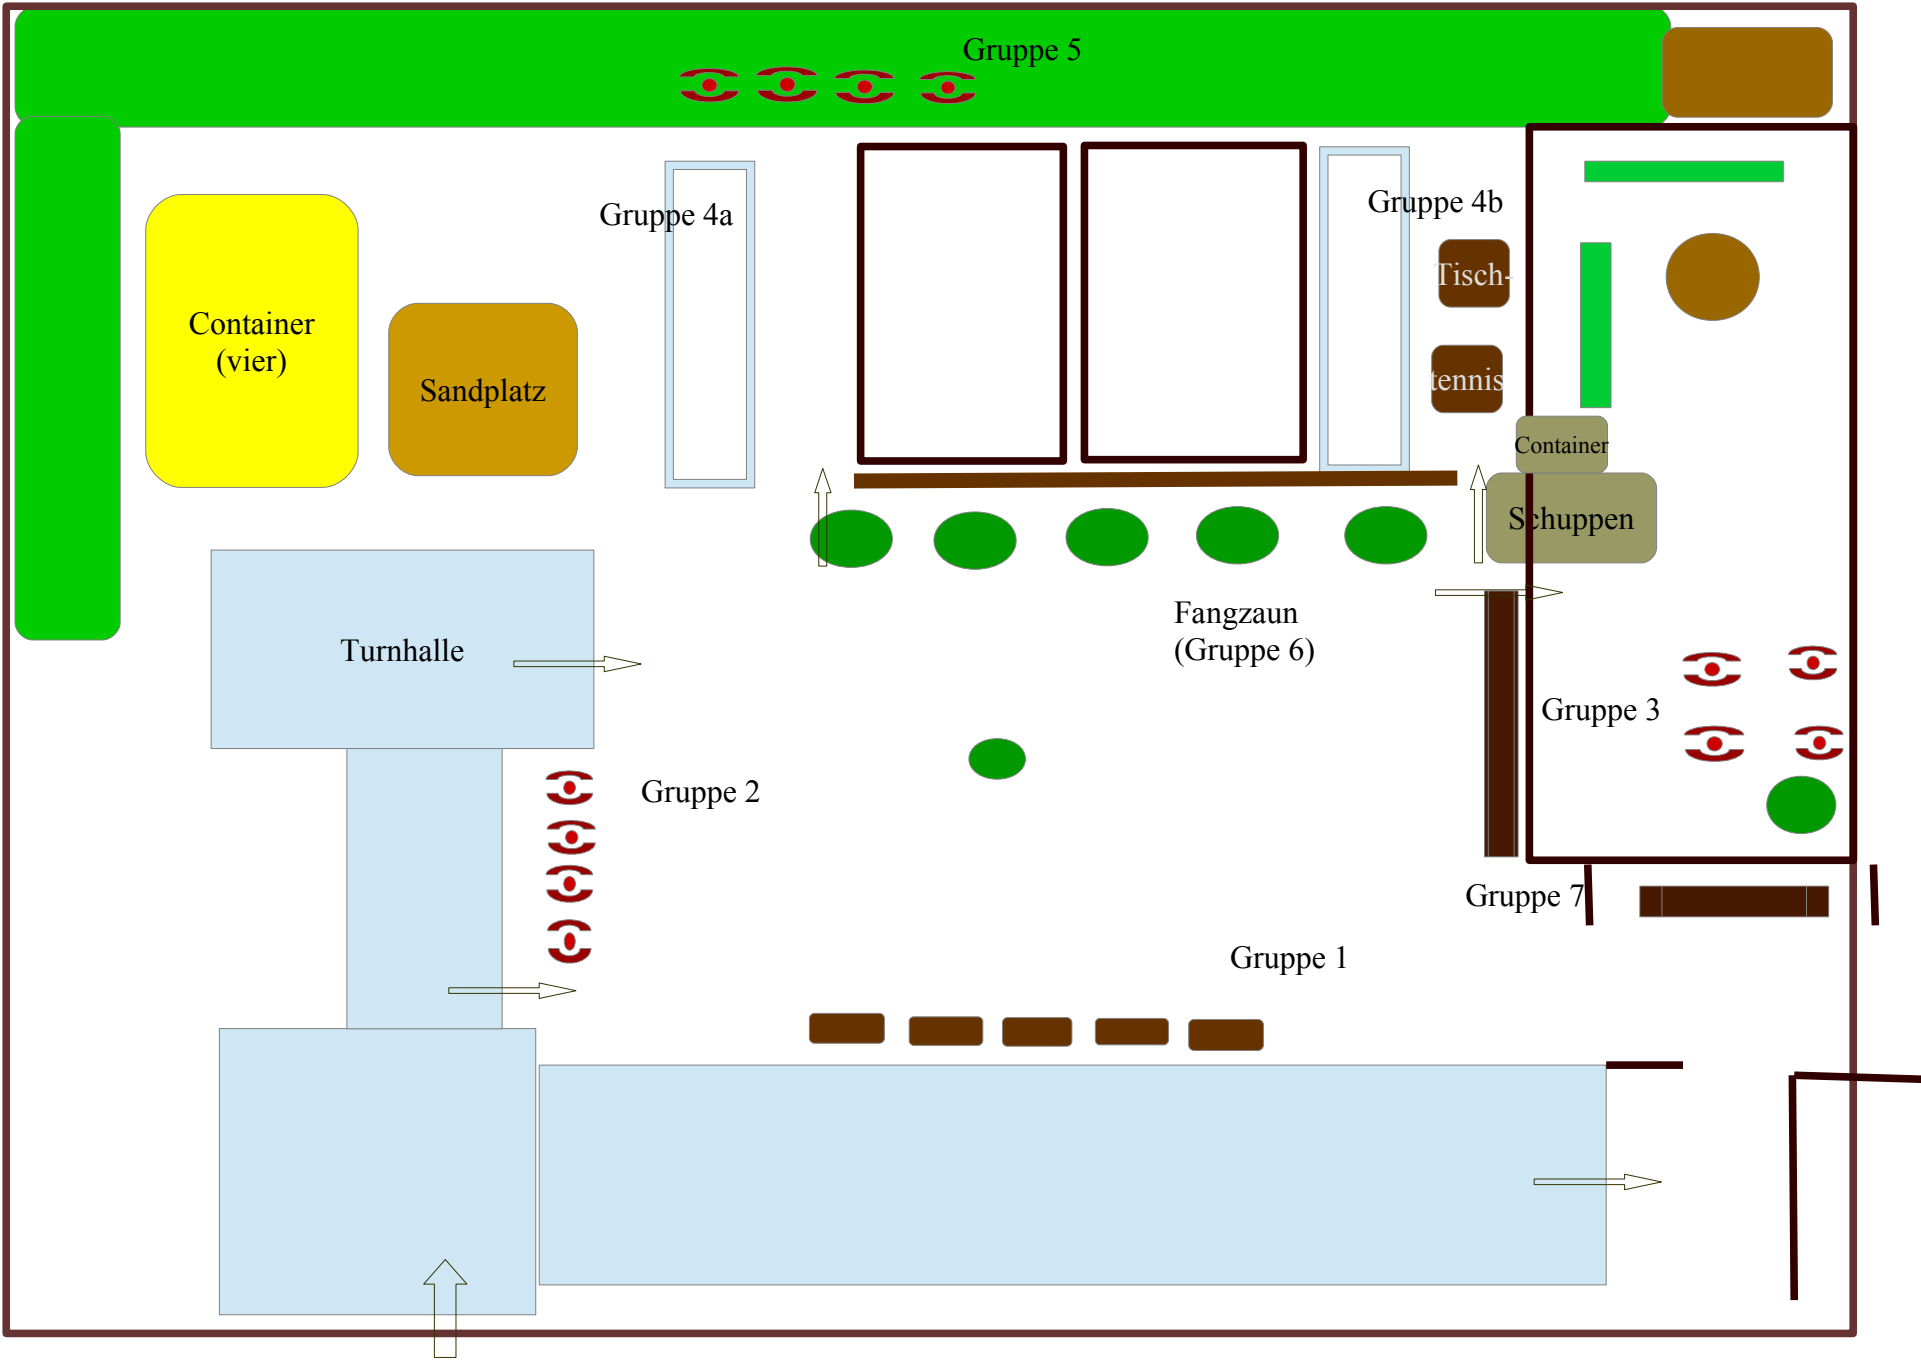 Gruppe 5
Gruppe 4a
Gruppe 4b
Tisch-
Container
(vier)
Sandplatz
tennis
Container
Schuppen
Fangzaun
(Gruppe 6)
Turnhalle
Gruppe 3
Gruppe 2
Gruppe 7
Gruppe 1